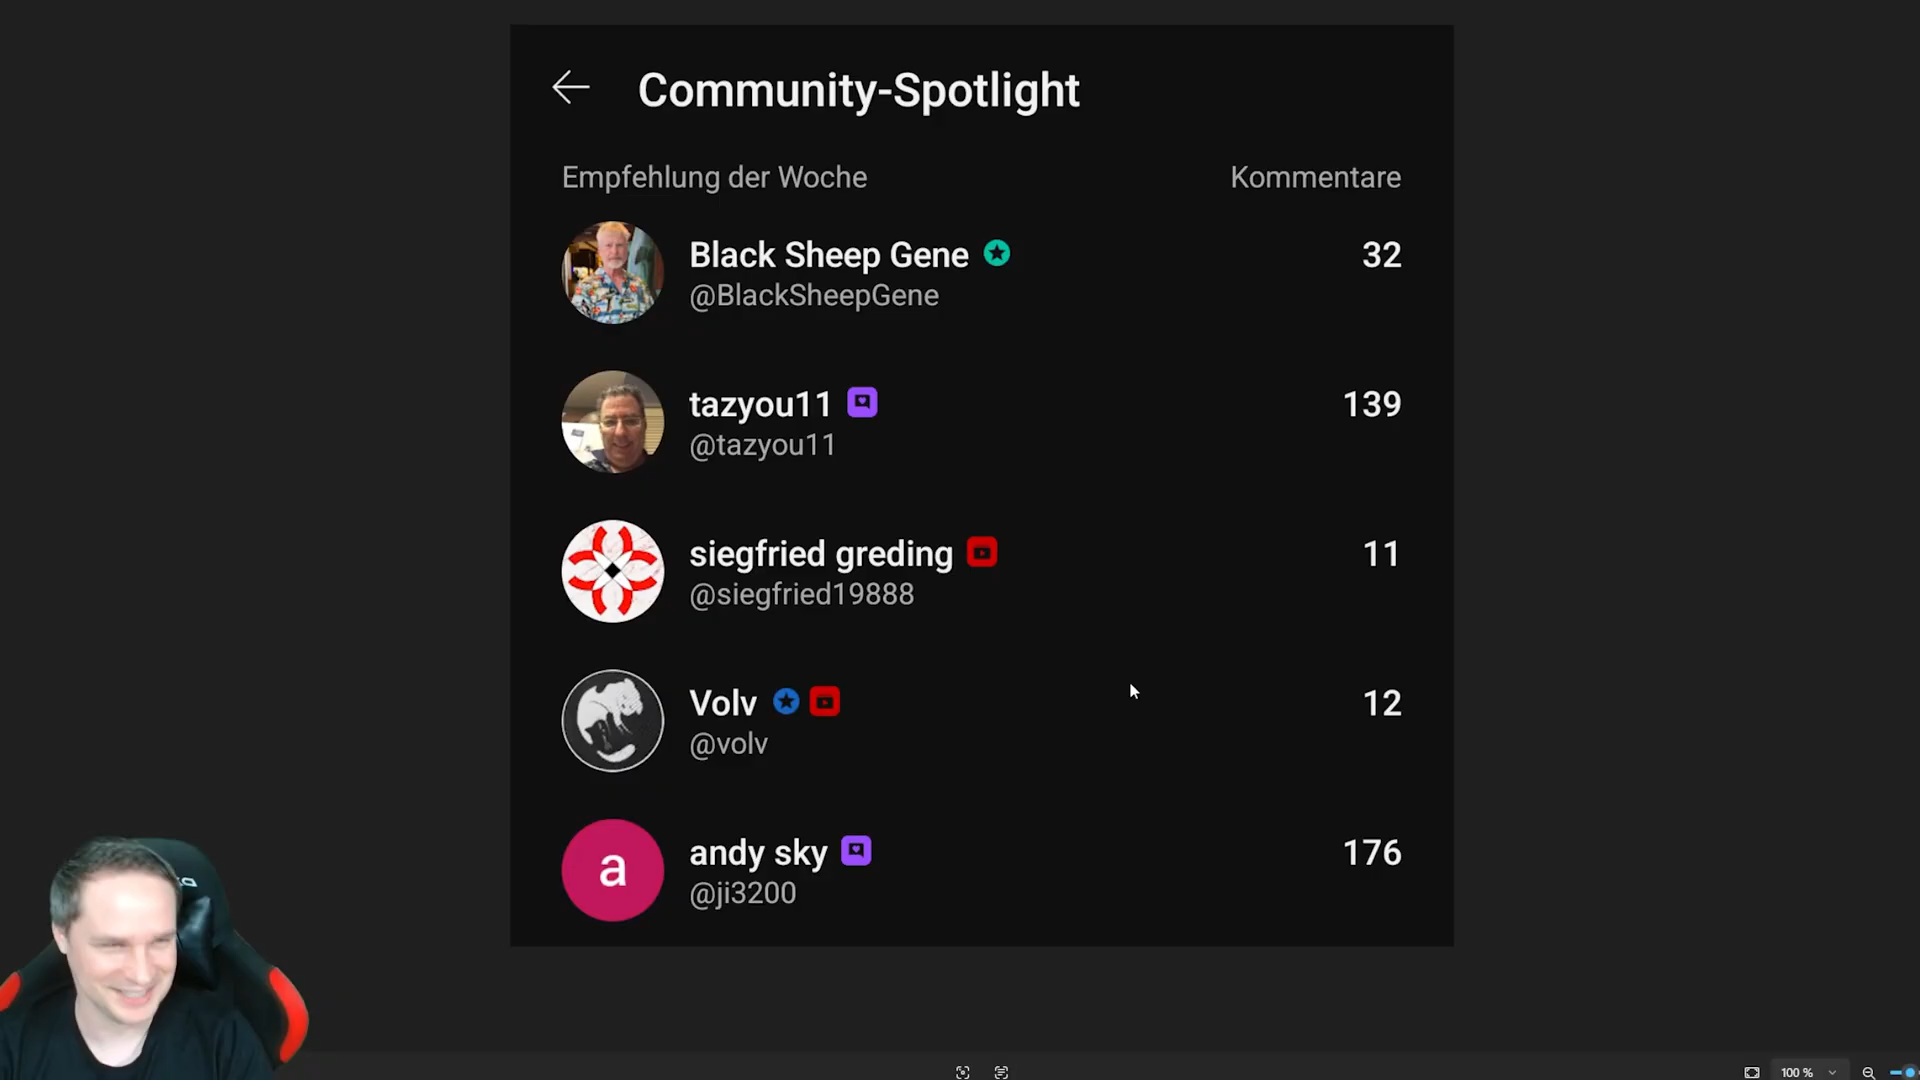 Community-Spotlight
Empfehlung der Woche Kommentare
Black Sheep Gene 32
@BlackSheepGene
tazyou11 139
@tazyou11
siegfried greding 11
@siegfried19888
Volv 12
@volv
a andy sky 176
@ji3200
100 %